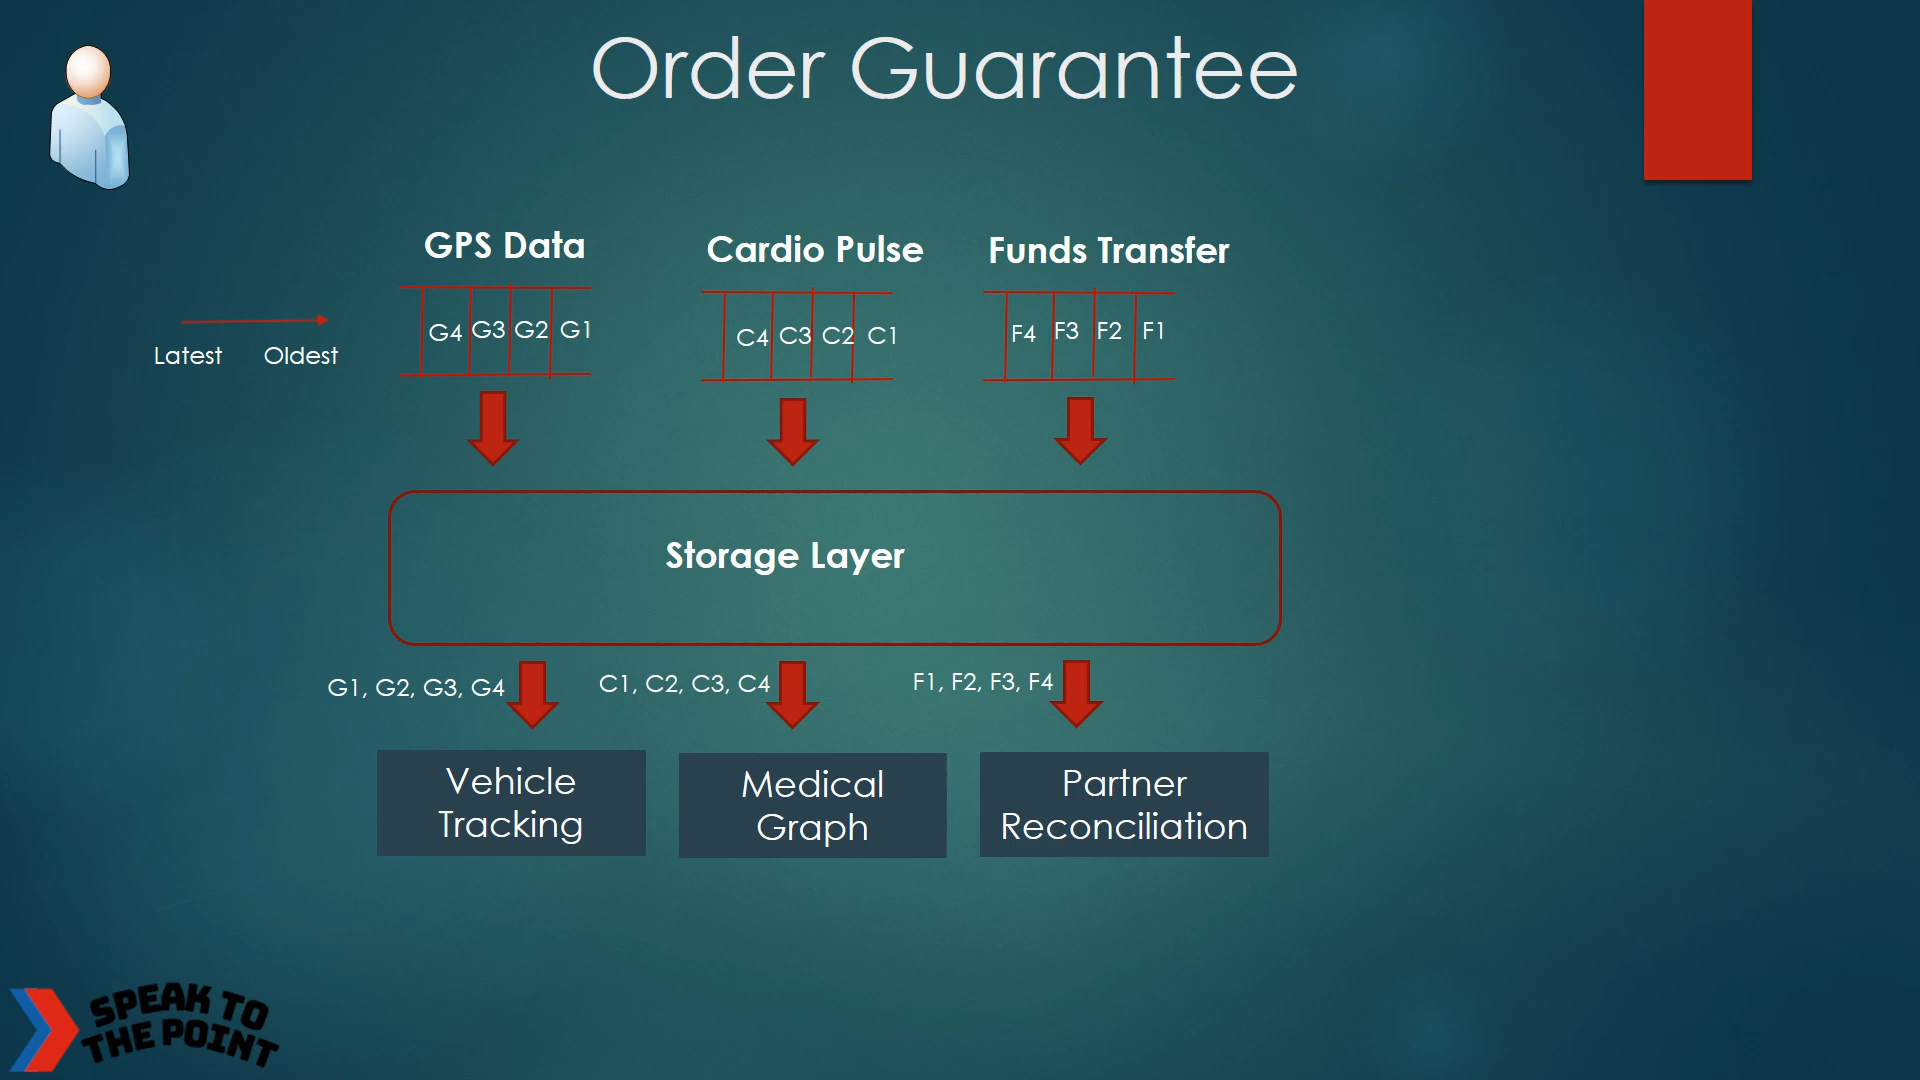 Order Guarantee
GPS Data
Cardio Pulse
Funds Transfer
G4 G3 G2 G1
C4 C3 C2 C1
F4 F3 F2 F1
Latest
Oldest
Storage Layer
G1, G2, G3, G4
C1, C2, C3, C4
F1, F2, F3, F4
Vehicle
Tracking
Medical
Graph
Partner
Reconciliation
SPEAK TO
THE POINT